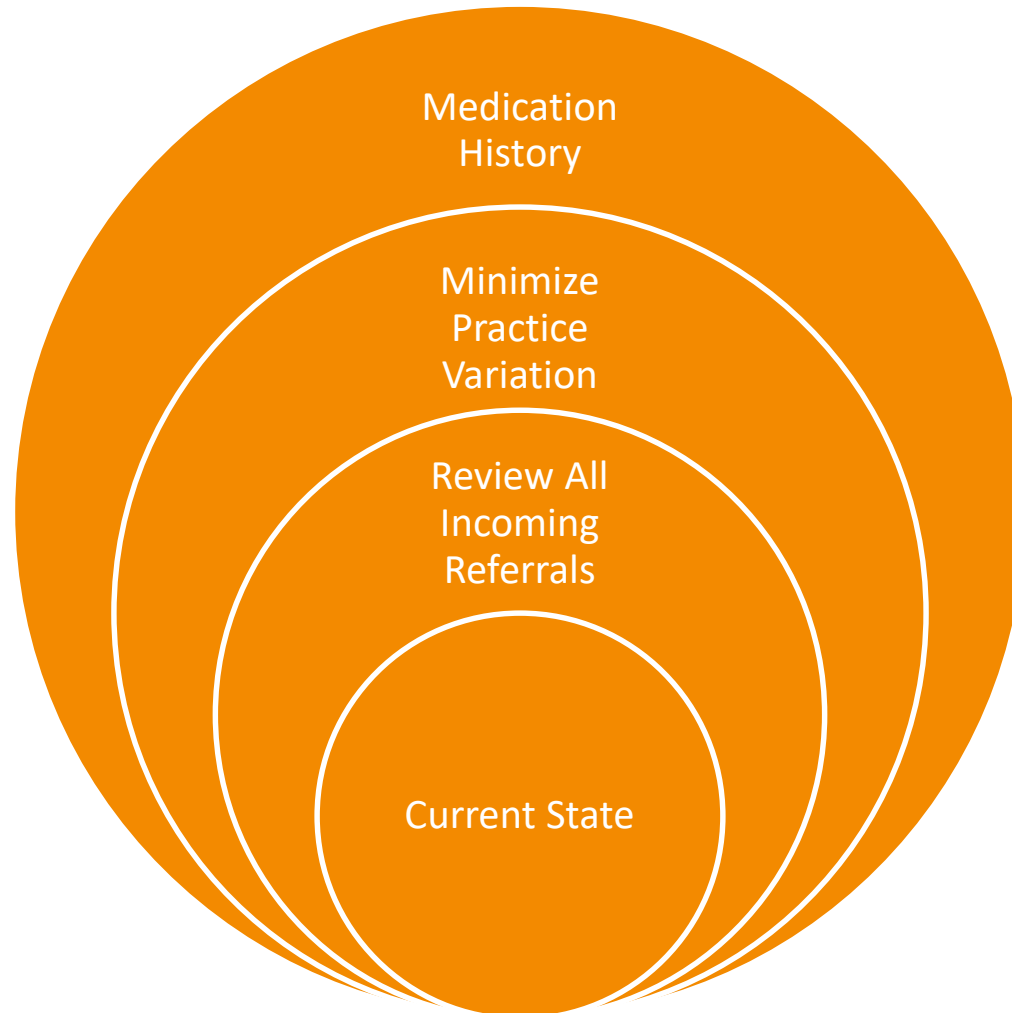 Medication
History
Minimize
Practice
Variation
Review All
Incoming
Referrals
Current State